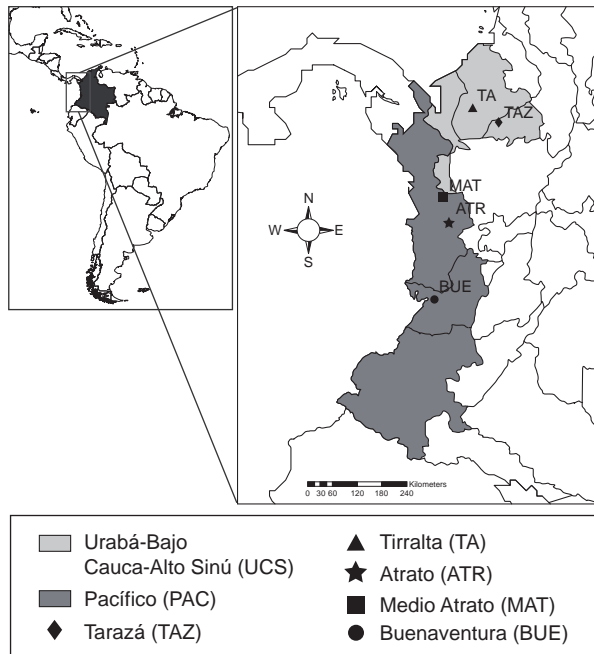 TA
TAZ
MAT
ATR
N
W E
S
BUE
Kilometers
0 30 60 120 180 240
Urabá-Bajo
Cauca-Alto Sinú (UCS)
Pacífico (PAC)
Tarazá (TAZ)
Tirralta (TA)
Atrato (ATR)
Medio Atrato (MAT)
Buenaventura (BUE)